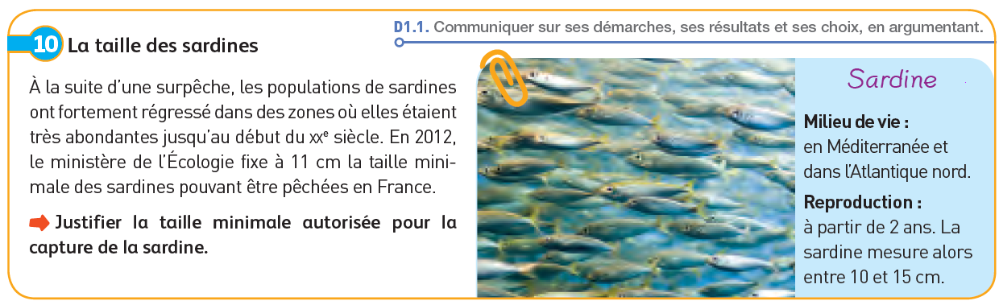 D1.1. Communiquer sur ses démarches, ses résultats et ses choix, en argumentant.
10 La taille des sardines
À la suite d'une surpêche, les populations de sardines
ont fortement régressé dans des zones où elles étaient
très abondantes jusqu'au début du XXe siècle. En 2012,
le ministère de l'Écologie fixe à 11 cm la taille mini-
male des sardines pouvant être pêchées en France.
Justifier la taille minimale autorisée pour la
capture de la sardine.
Sardine
Milieu de vie :
en Méditerranée et
dans l'Atlantique nord.
Reproduction :
à partir de 2 ans. La
sardine mesure alors
entre 10 et 15 cm.